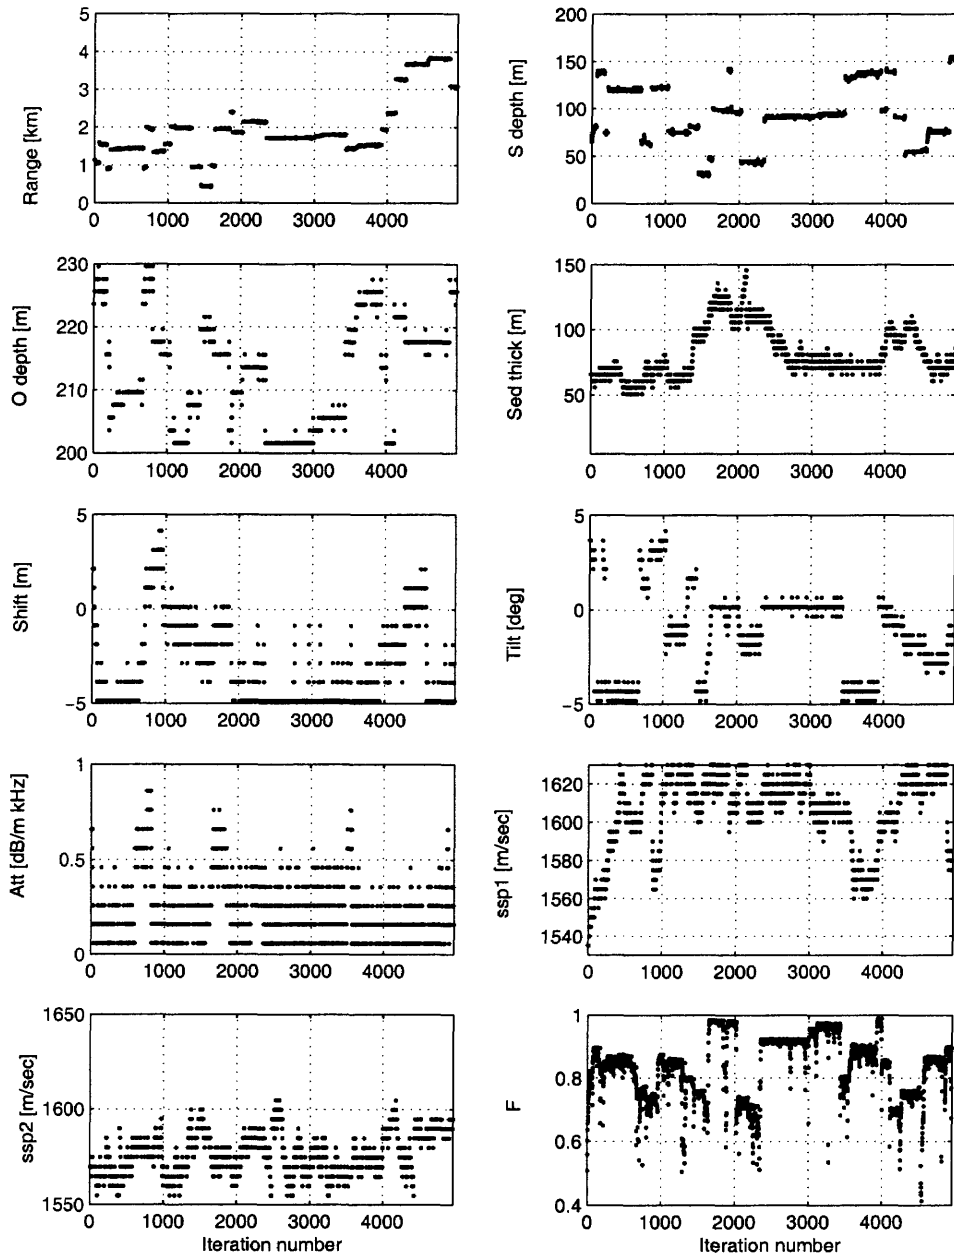 5
4
3
2
1
0
0 1000 2000 3000 4000
Range [km]
200
150
100
50
0
0 1000 2000 3000 4000
S depth [m]
230
220
210
200
0 1000 2000 3000 4000
O depth [m]
150
100
50
0 1000 2000 3000 4000
Sed thick [m]
5
0
−5
0 1000 2000 3000 4000
Shift [m]
5
0
−5
0 1000 2000 3000 4000
Tilt [deg]
1
0.5
0
0 1000 2000 3000 4000
Att [dB/m kHz]
1620
1600
1580
1560
1540
0 1000 2000 3000 4000
ssp1 [m/sec]
1650
1600
1550
0 1000 2000 3000 4000
ssp2 [m/sec]
Iteration number
1
0.8
0.6
0.4
0 1000 2000 3000 4000
F
Iteration number